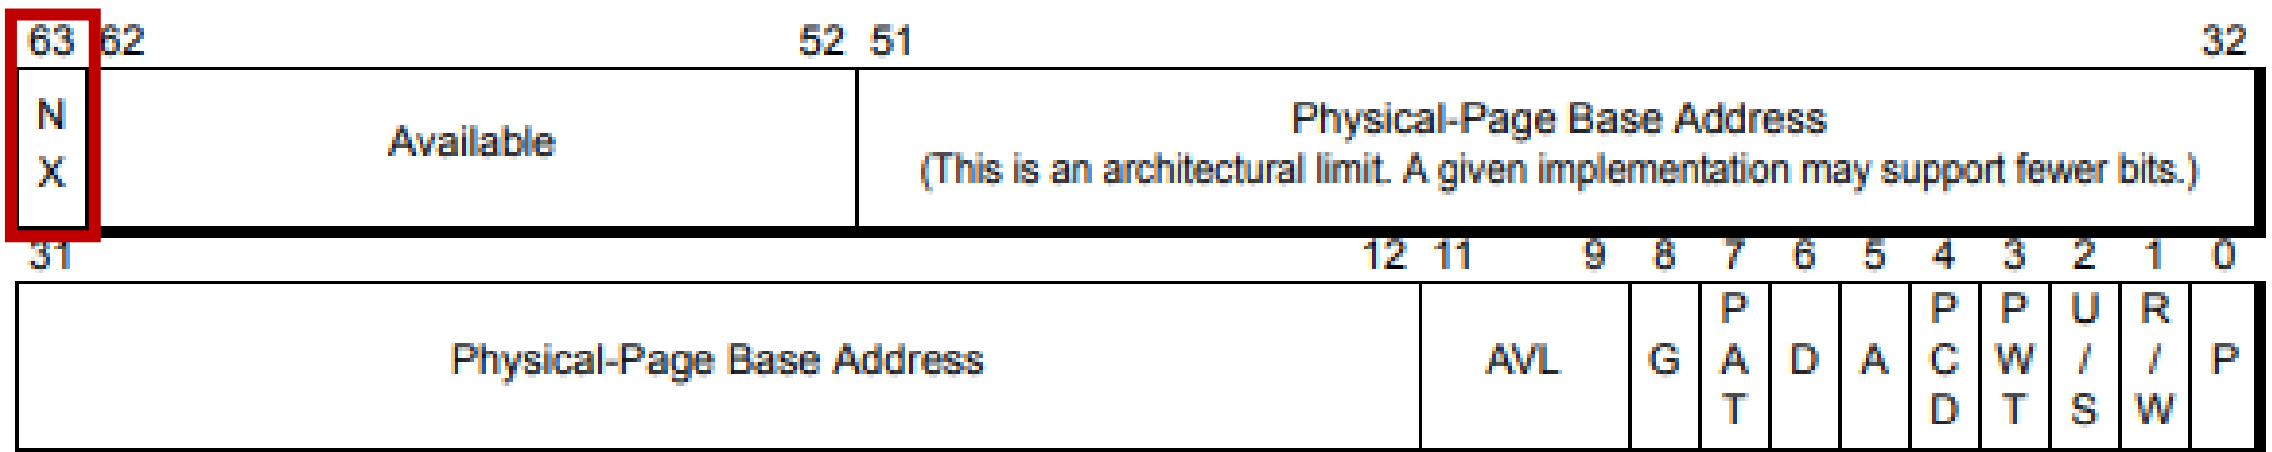 63 62 52 51 32
N
X
Available
Physical-Page Base Address
(This is an architectural limit. A given implementation may support fewer bits.)
31 12 11 9 8 7 6 5 4 3 2 1 0
Physical-Page Base Address
AVL
G
P
A
T
D
A
P
C
D
P
W
T
U
/
S
R
/
W
P